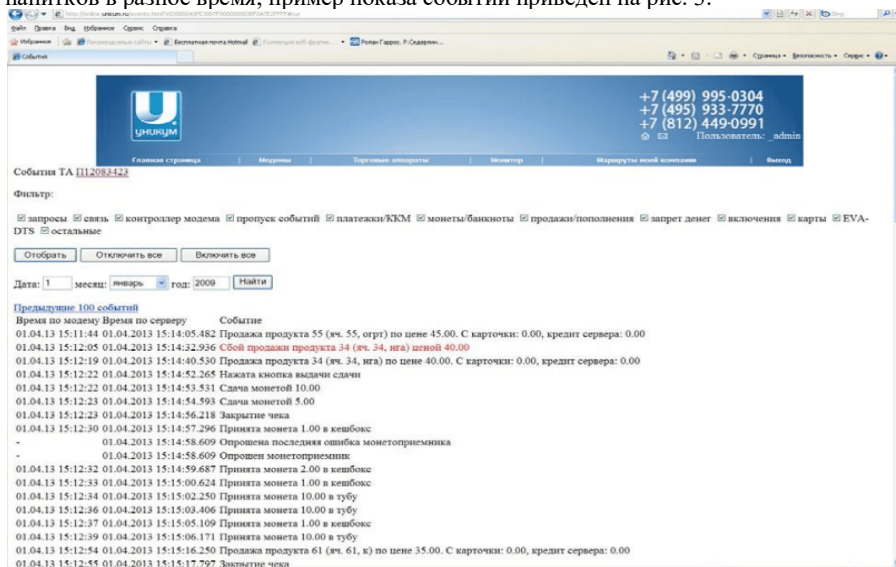 напитков в разное время, пример показа событий приведен на рис. 3.
Файл Правка Вид Избранное Сервис Справка
Избранное Бесплатная почта Hotmail
События Страница Безопасность Сервис
+7 (499) 995-0304
+7 (495) 933-7770
+7 (812) 449-0991
УНИКУМ
Пользователь: _admin
Главная страница | Модемы | Торговые аппараты | Монитор | Маршруты моей компании | Выход
События ТА П12083423
Фильтр:
запросы связь контроллер модема пропуск событий платежки/ККМ монеты/банкноты продажи/пополнения запрет денег включения карты EVA-
DTS остальные
Отобрать Отключить все Включить все
Дата: 1 месяц: январь год: 2009 Найти
Предыдущие 100 событий
Время по модему Время по серверу Событие
01.04.13 15:11:44 01.04.2013 15:14:05.482 Продажа продукта 55 (яч. 55, огрт) по цене 45.00. С карточки: 0.00, кредит сервера: 0.00
01.04.13 15:12:05 01.04.2013 15:14:32.936 Сбой продажи продукта 34 (яч. 34, нга) ценой 40.00
01.04.13 15:12:19 01.04.2013 15:14:40.530 Продажа продукта 34 (яч. 34, нга) по цене 40.00. С карточки: 0.00, кредит сервера: 0.00
01.04.13 15:12:22 01.04.2013 15:14:52.265 Нажата кнопка выдачи сдачи
01.04.13 15:12:22 01.04.2013 15:14:53.531 Сдача монетой 10.00
01.04.13 15:12:23 01.04.2013 15:14:54.593 Сдача монетой 5.00
01.04.13 15:12:23 01.04.2013 15:14:56.218 Закрытие чека
01.04.13 15:12:30 01.04.2013 15:14:57.296 Принята монета 1.00 в кешбокс
- 01.04.2013 15:14:58.609 Опрошена последняя ошибка монетоприемника
- 01.04.2013 15:14:58.609 Опрошен монетоприемник
01.04.13 15:12:32 01.04.2013 15:14:59.687 Принята монета 2.00 в кешбокс
01.04.13 15:12:33 01.04.2013 15:15:00.624 Принята монета 1.00 в кешбокс
01.04.13 15:12:34 01.04.2013 15:15:02.250 Принята монета 10.00 в тубу
01.04.13 15:12:36 01.04.2013 15:15:03.406 Принята монета 10.00 в тубу
01.04.13 15:12:37 01.04.2013 15:15:05.109 Принята монета 1.00 в кешбокс
01.04.13 15:12:39 01.04.2013 15:15:06.171 Принята монета 10.00 в тубу
01.04.13 15:12:54 01.04.2013 15:15:16.250 Продажа продукта 61 (яч. 61, к) по цене 35.00. С карточки: 0.00, кредит сервера: 0.00
01.04.13 15:12:55 01.04.2013 15:15:17.797 Закрытие чека